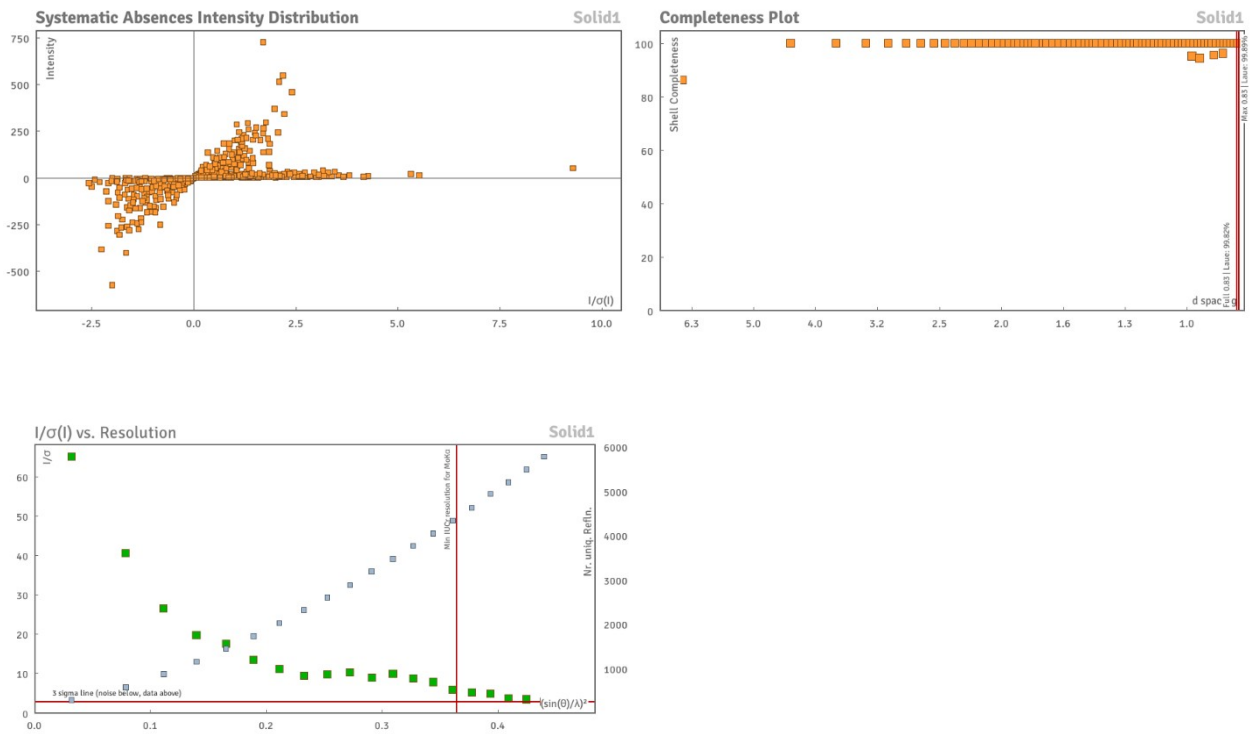 Systematic Absences Intensity Distribution
Solid1
Intensity
750
500
250
0
-250
-500
-2.5
0.0
2.5
5.0
7.5
10.0
I/σ(I)
Completeness Plot
Solid1
Shell Completeness
100
80
60
40
20
0
6.3
5.0
4.0
3.2
2.5
2.0
1.6
1.3
1.0
Full 0.83 | Laue: 99.82%
Max 0.83 | Laue: 99.89%
I/σ(I) vs. Resolution
Solid1
I/σ
60
50
40
30
20
10
0
Min IUCr resolution for MoKα
Nr. uniq. Refln.
6000
5000
4000
3000
2000
1000
3 sigma line (noise below, data above)
(sin(θ)/λ)²
0.0
0.1
0.2
0.3
0.4